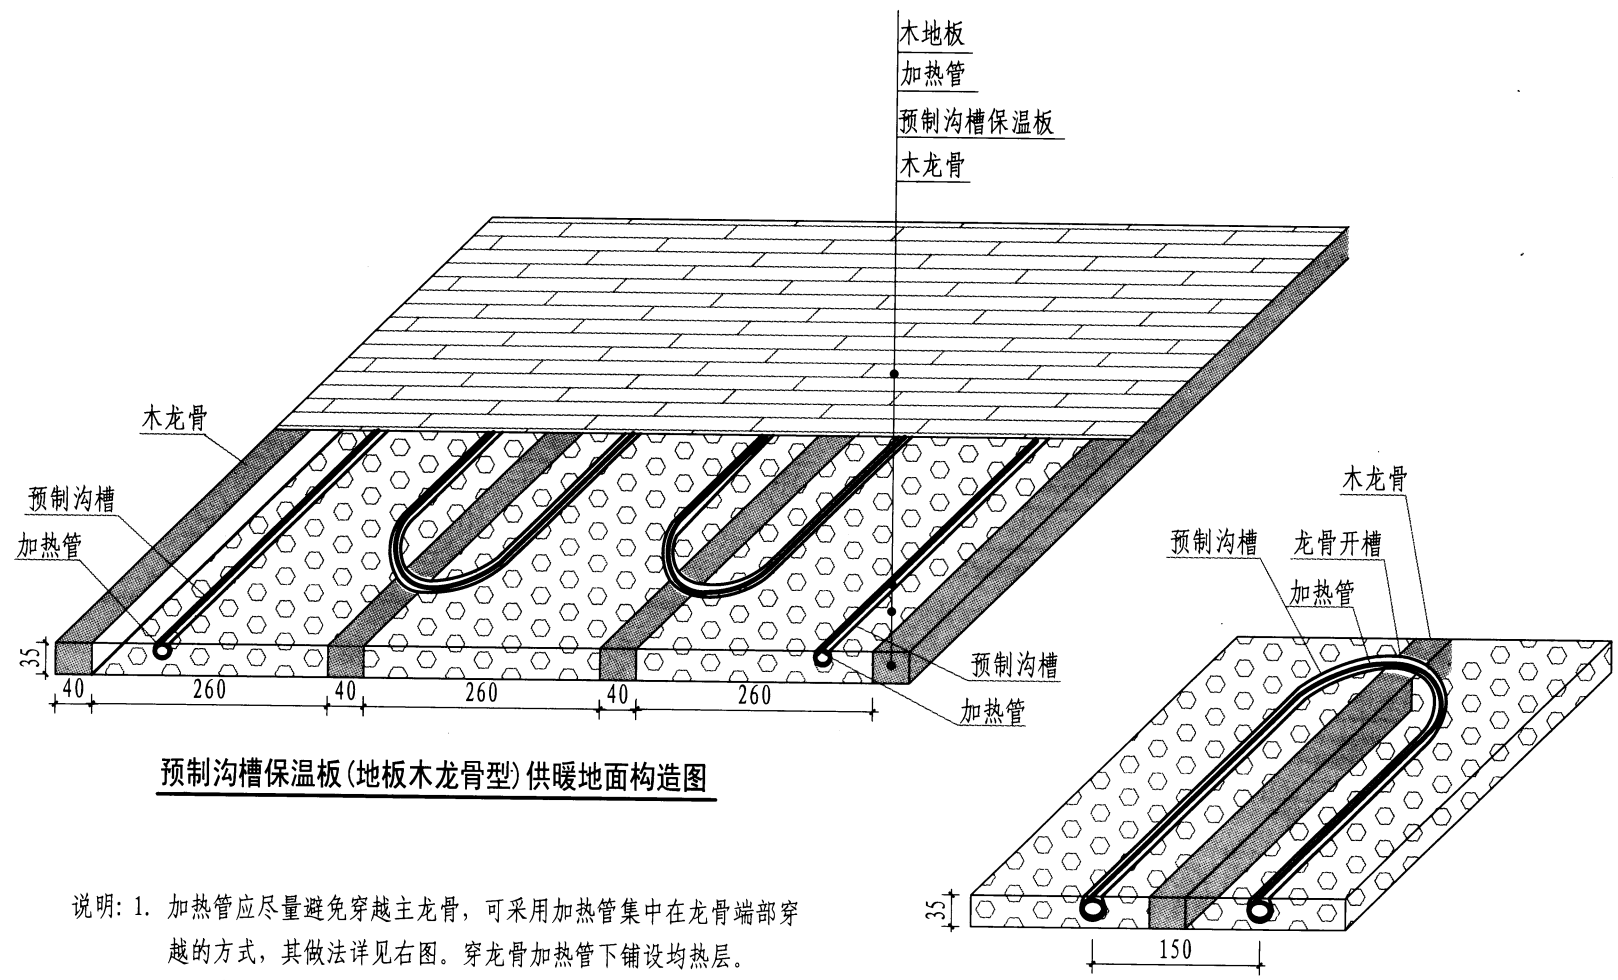 木地板
加热管
预制沟槽保温板
木龙骨
木龙骨
预制沟槽
加热管
35
40
260
40
260
40
260
预制沟槽
加热管
木龙骨
预制沟槽
龙骨开槽
加热管
35
150
预制沟槽保温板(地板木龙骨型)供暖地面构造图
说明: 1. 加热管应尽量避免穿越主龙骨, 可采用加热管集中在龙骨端部穿
越的方式, 其做法详见右图。穿龙骨加热管下铺设均热层。